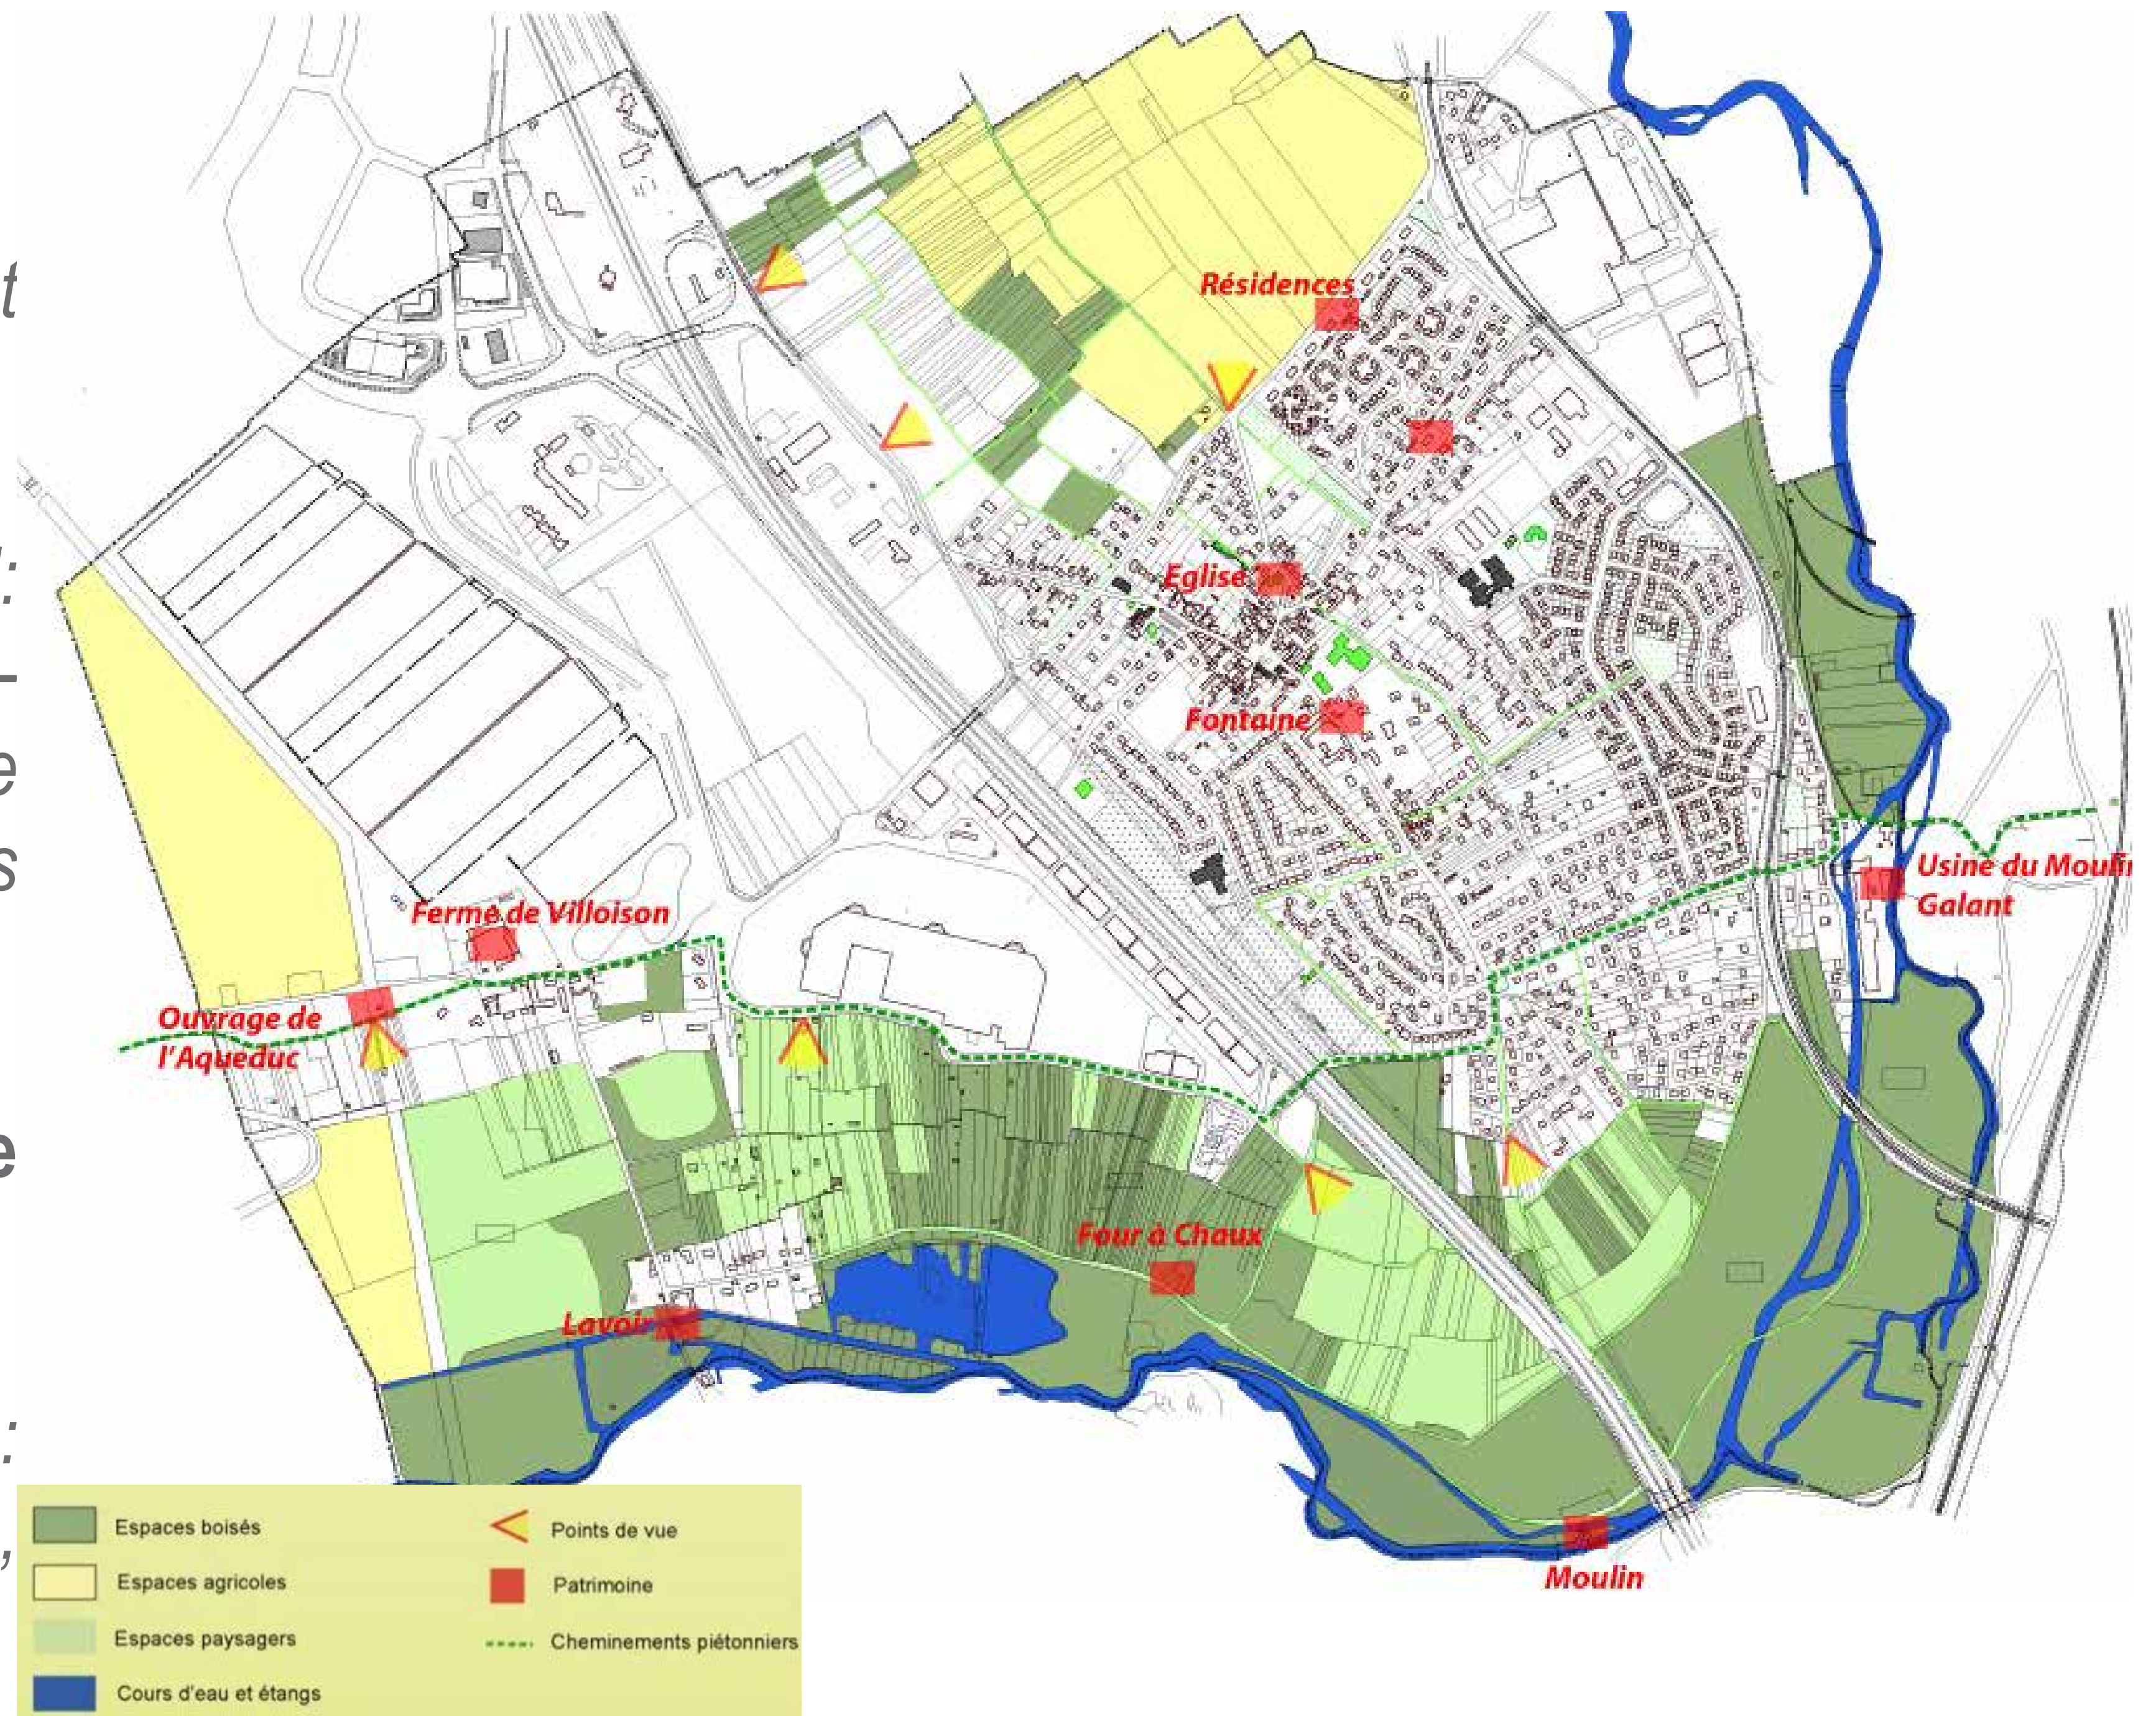 t
Résidences
:
Eglise
–
Fontaine
e
s
Usine du Moulin
Galant
Ferme de Villoison
Ouvrage de
l'Aqueduc
e
Four à Chaux
Lavoir
:
,
Moulin
Espaces boisés
Espaces agricoles
Espaces paysagers
Cours d'eau et étangs
Points de vue
Patrimoine
Cheminements piétonniers